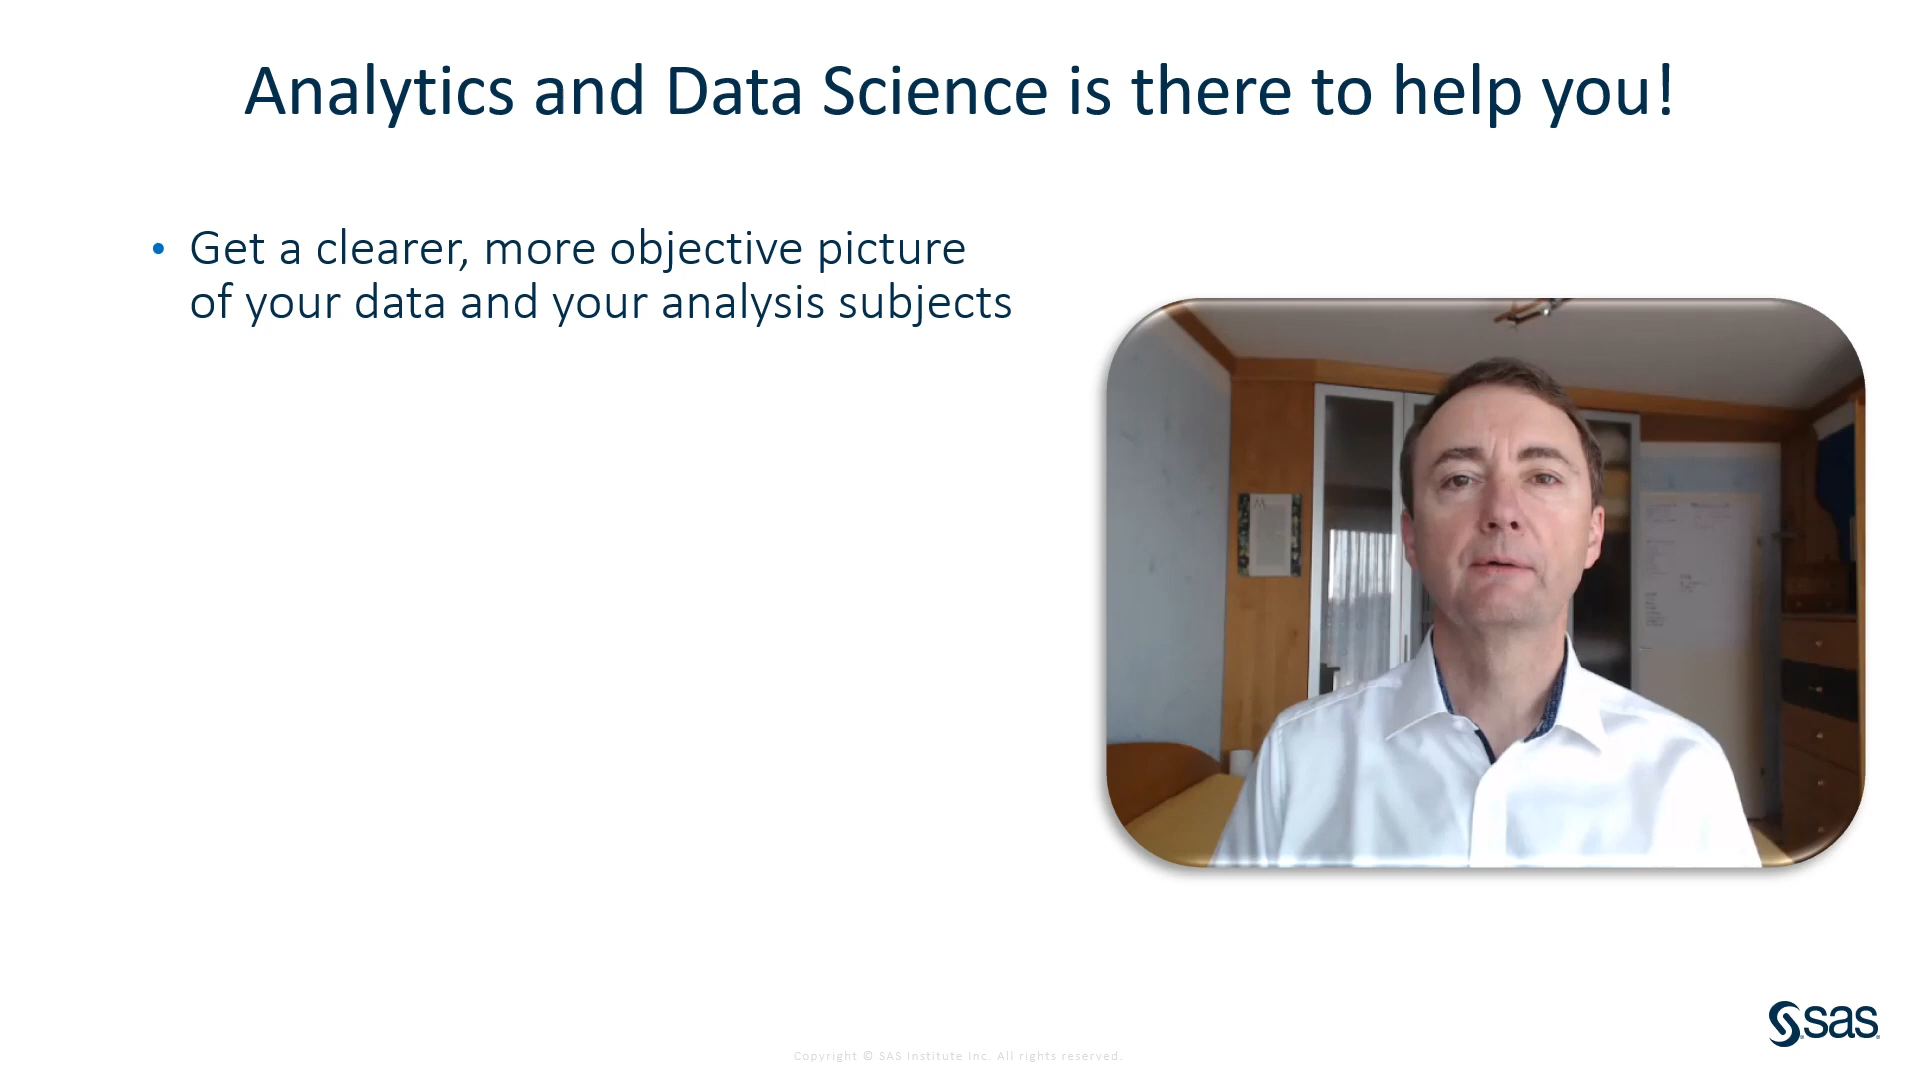 Analytics and Data Science is there to help you!
• Get a clearer, more objective picture
of your data and your analysis subjects
sas
Copyright © SAS Institute Inc. All rights reserved.